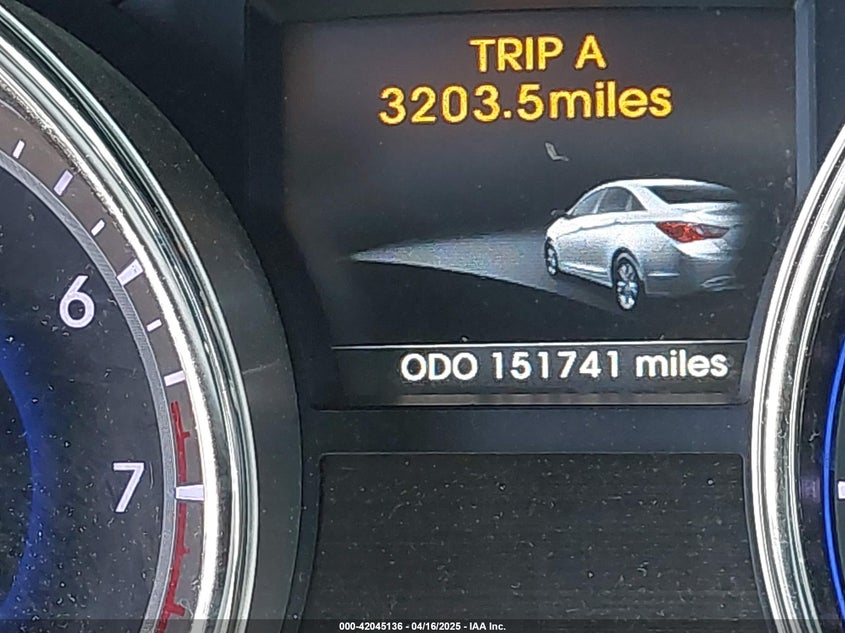 TRIP A
3203.5miles
6
ODO 151741 miles
7
000-42045136 - 04/16/2025 - IAA Inc.